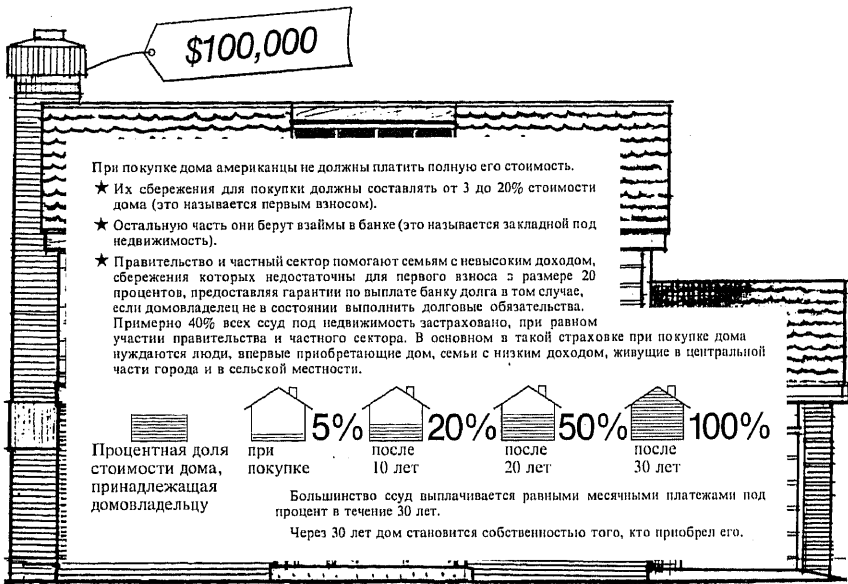 $100,000
При покупке дома американцы не должны платить полную его стоимость.
★ Их сбережения для покупки должны составлять от 3 до 20% стоимости
дома (это называется первым взносом).
★ Остальную часть они берут взаймы в банке (это называется закладной под
недвижимость).
★ Правительство и частный сектор помогают семьям с невысоким доходом,
сбережения которых недостаточны для первого взноса в размере 20
процентов, предоставляя гарантии по выплате банку долга в том случае,
если домовладелец не в состоянии выполнить долговые обязательства.
Примерно 40% всех ссуд под недвижимость застраховано, при равном
участии правительства и частного сектора. В основном в такой страховке при покупке дома
нуждаются люди, впервые приобретающие дом, семьи с низким доходом, живущие в центральной
части города и в сельской местности.
5% 20% 50% 100%
Процентная доля
стоимости дома,
принадлежащая
домовладельцу
при
покупке
после
10 лет
после
20 лет
после
30 лет
Большинство ссуд выплачивается равными месячными платежами под
процент в течение 30 лет.
Через 30 лет дом становится собственностью того, кто приобрел его.